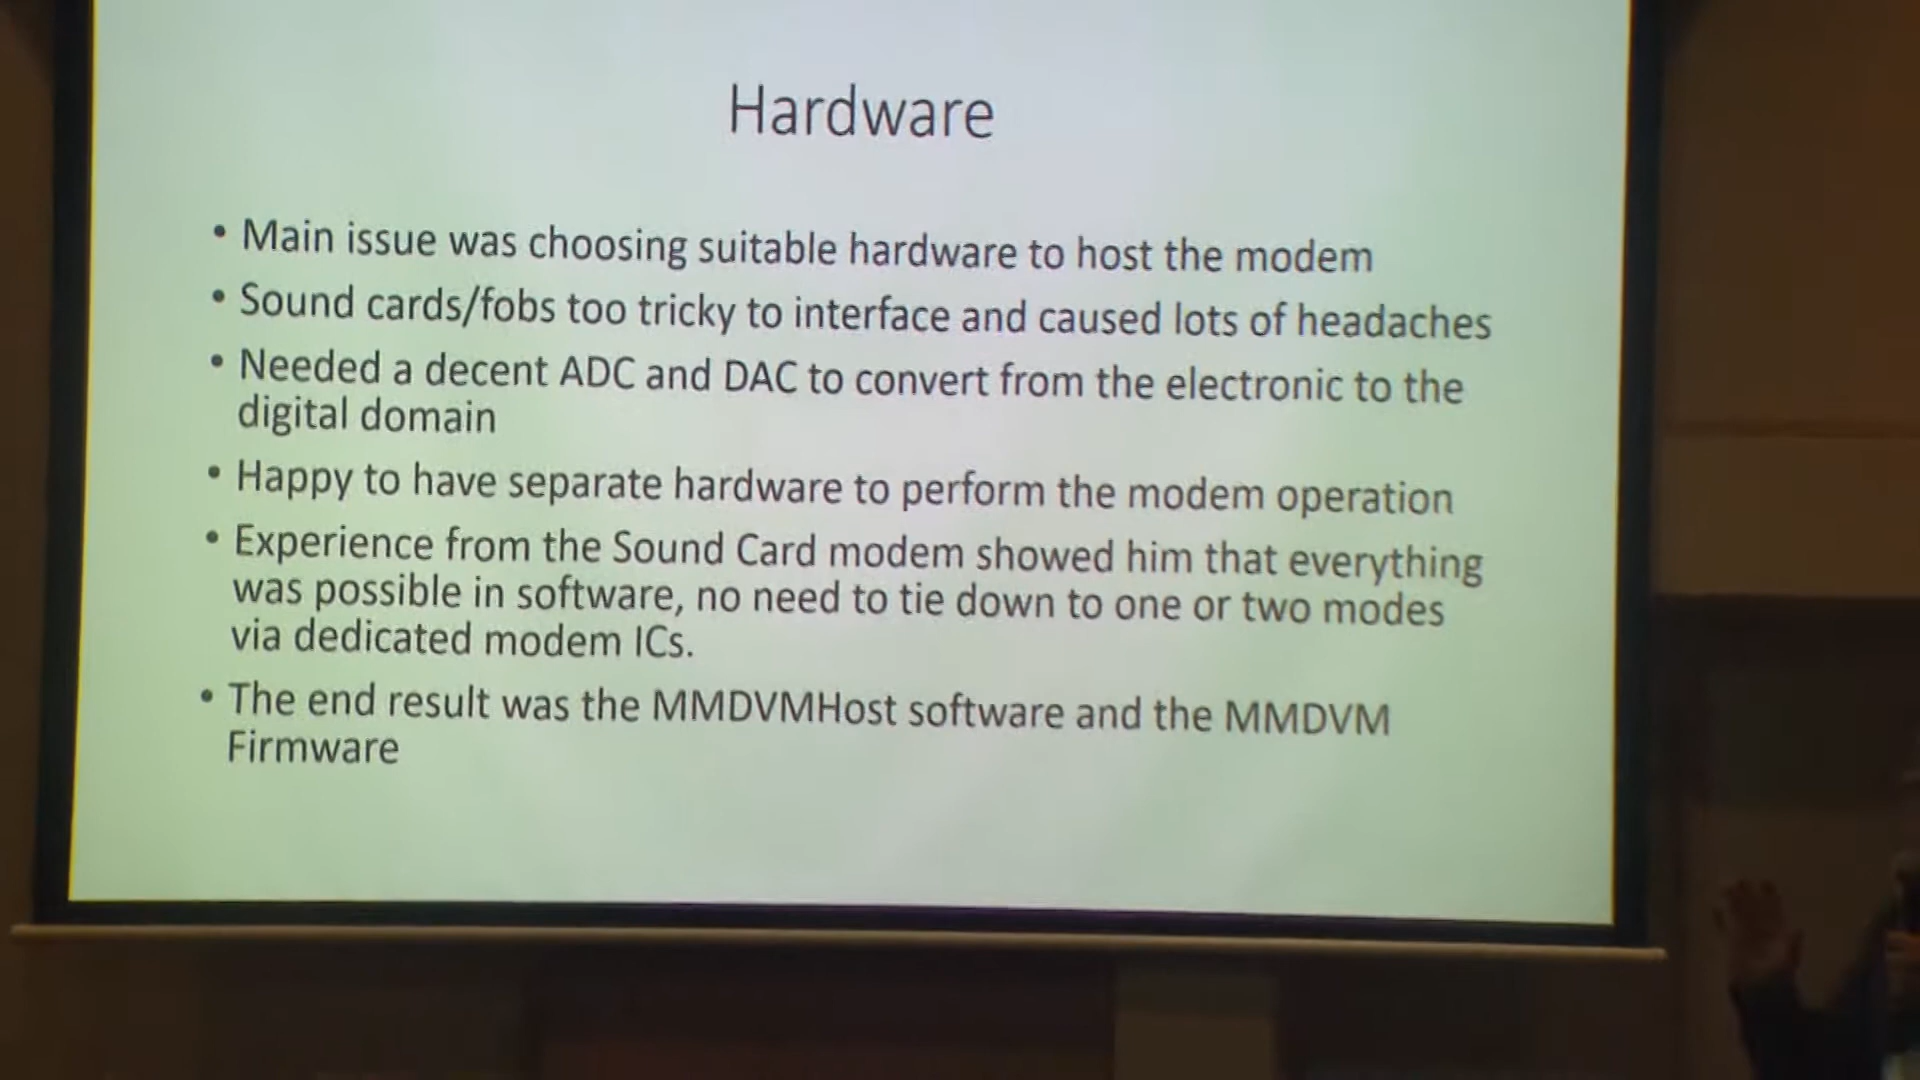 Hardware
• Main issue was choosing suitable hardware to host the modem
• Sound cards/fobs too tricky to interface and caused lots of headaches
• Needed a decent ADC and DAC to convert from the electronic to the
digital domain
• Happy to have separate hardware to perform the modem operation
• Experience from the Sound Card modem showed him that everything
was possible in software, no need to tie down to one or two modes
via dedicated modem ICs.
• The end result was the MMDVMHost software and the MMDVM
Firmware